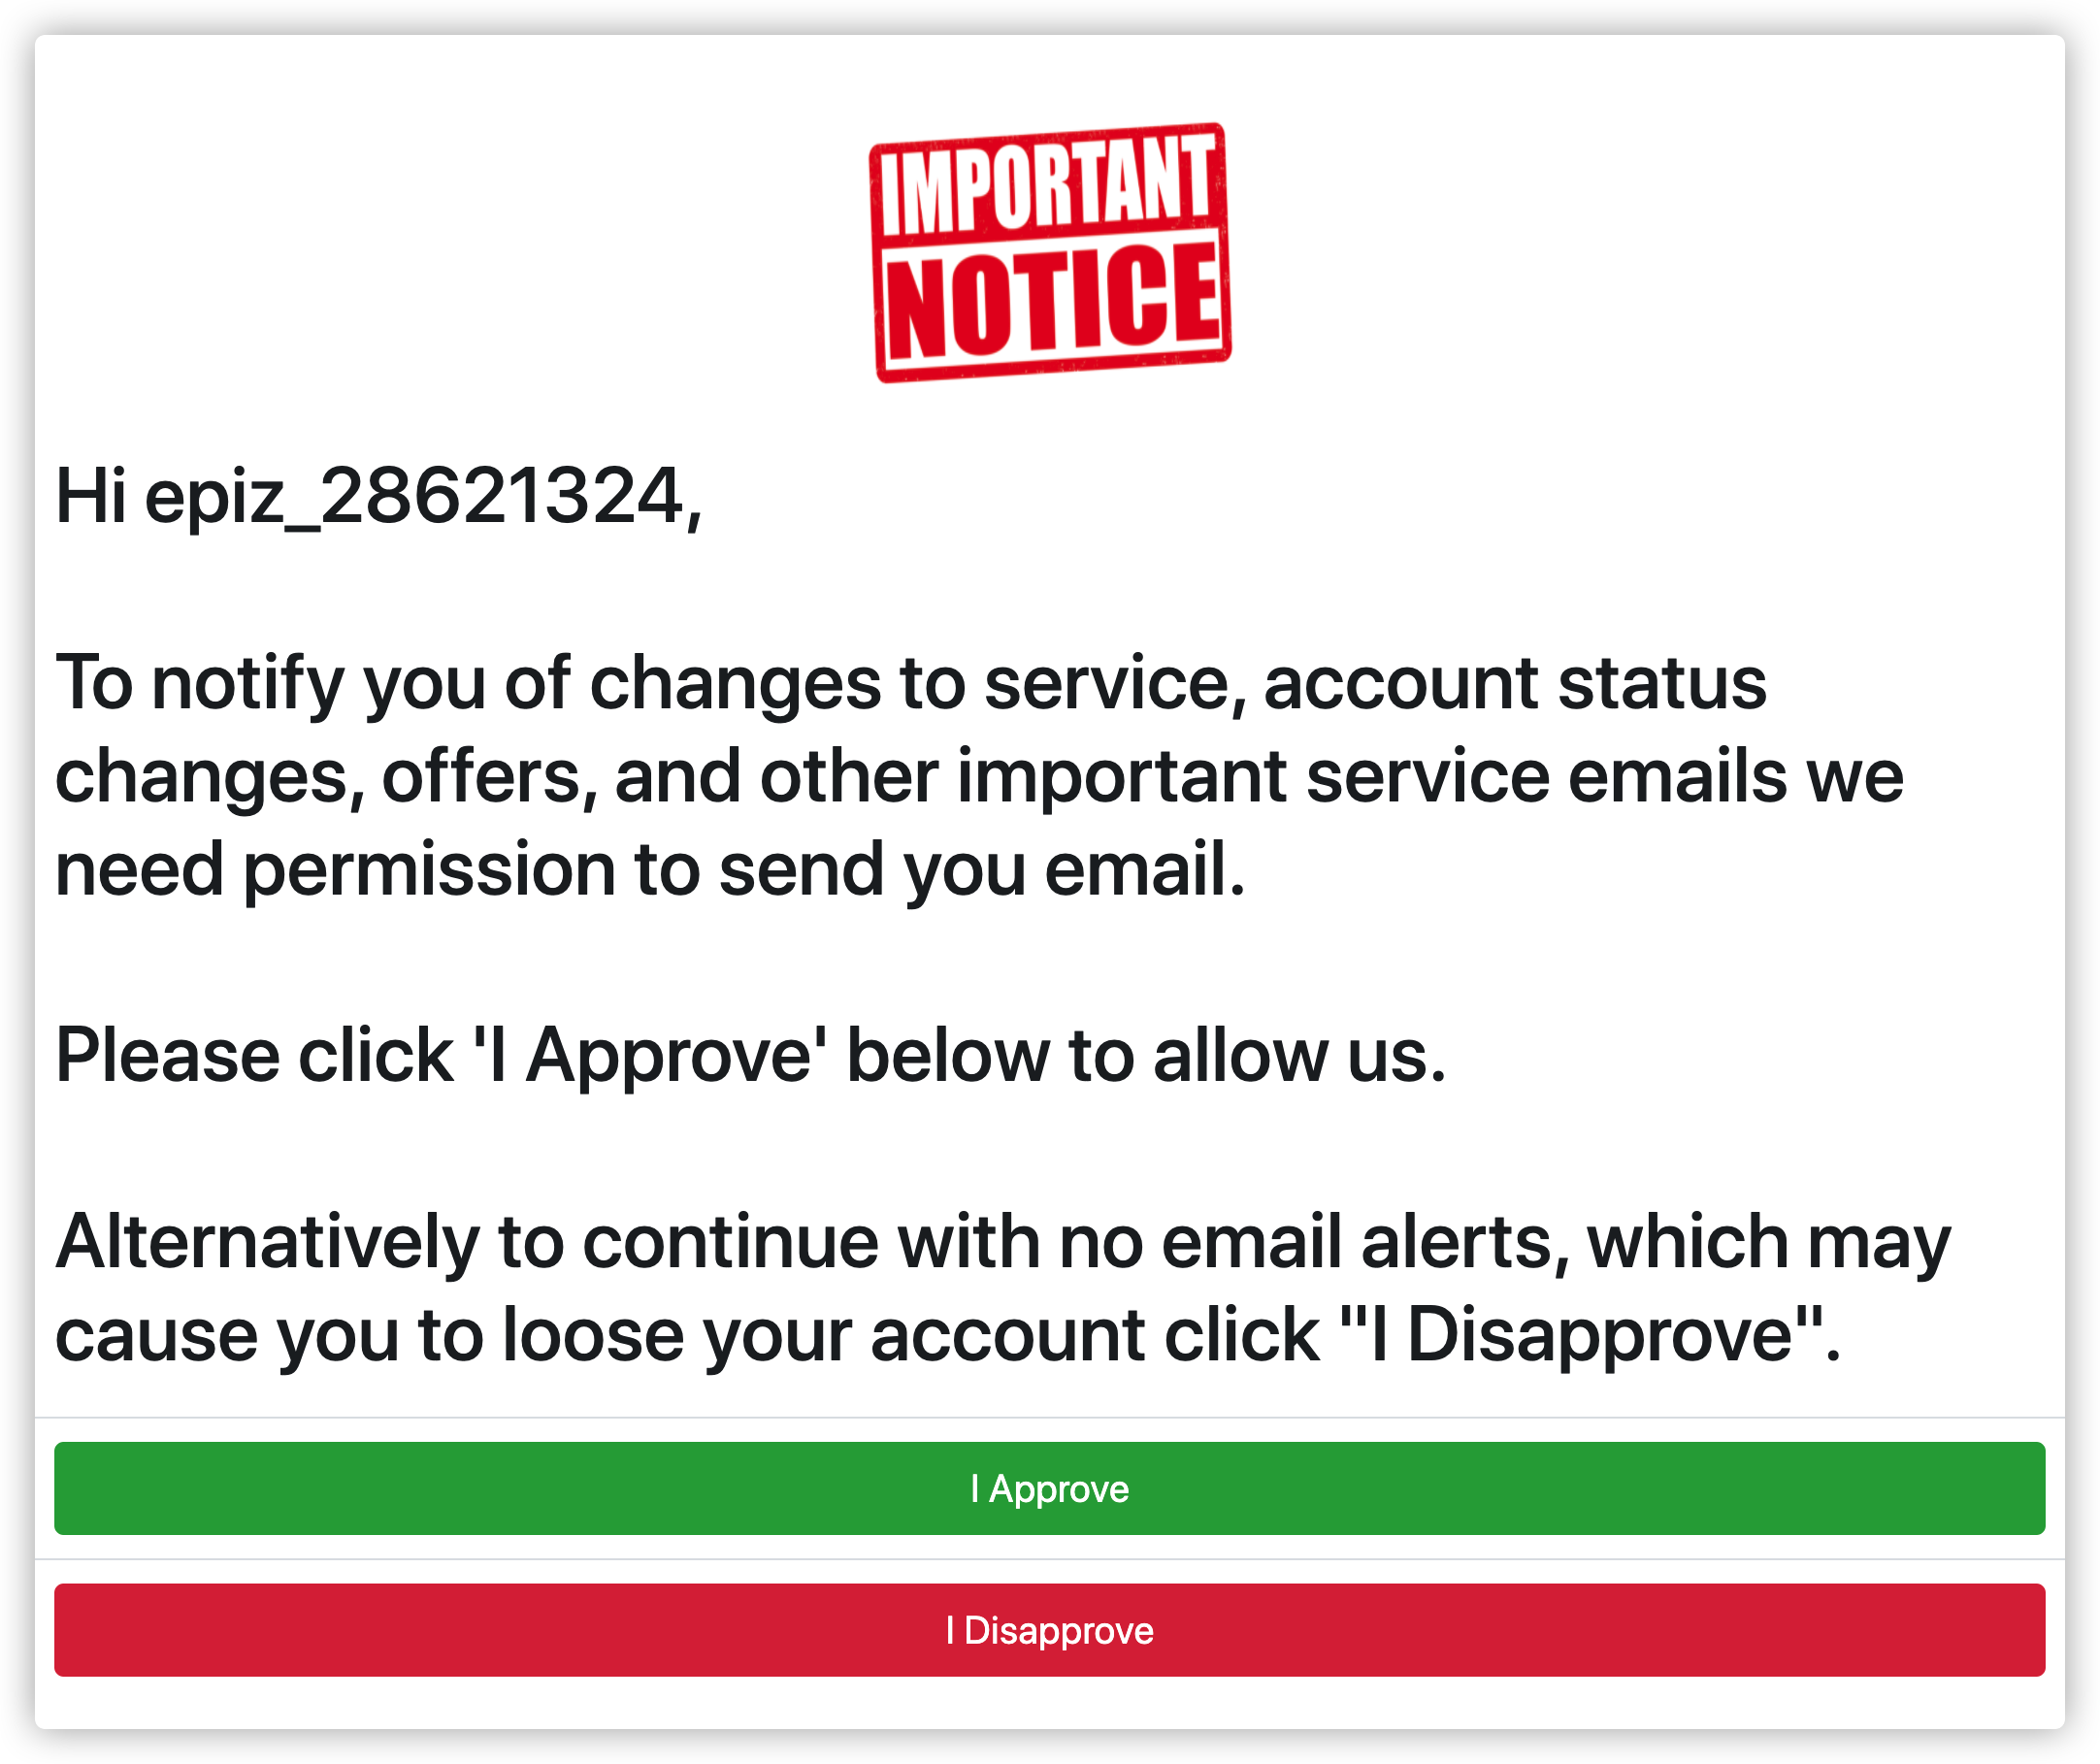 IMPORTANT
NOTICE
Hi epiz_28621324,
To notify you of changes to service, account status
changes, offers, and other important service emails we
need permission to send you email.
Please click 'I Approve' below to allow us.
Alternatively to continue with no email alerts, which may
cause you to loose your account click "I Disapprove".
I Approve
I Disapprove